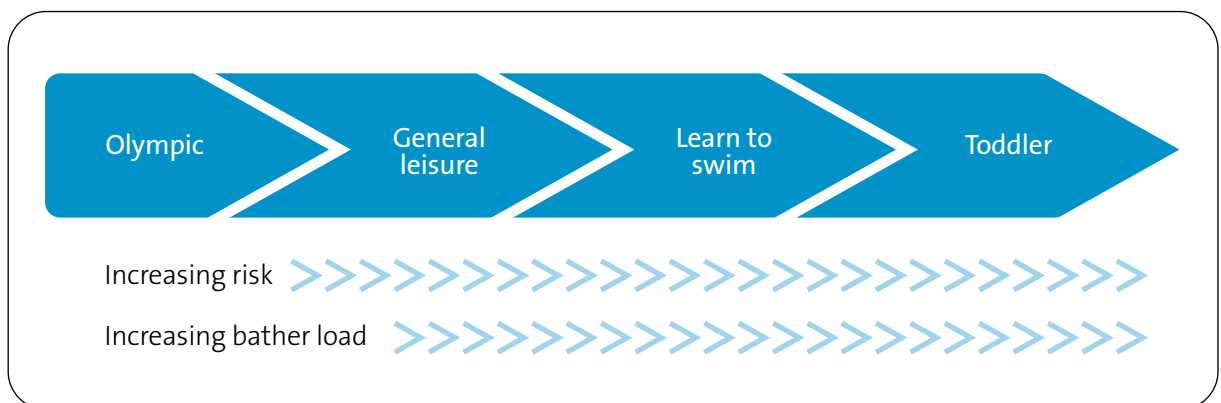 Olympic
General
leisure
Learn to
swim
Toddler
Increasing risk
Increasing bather load